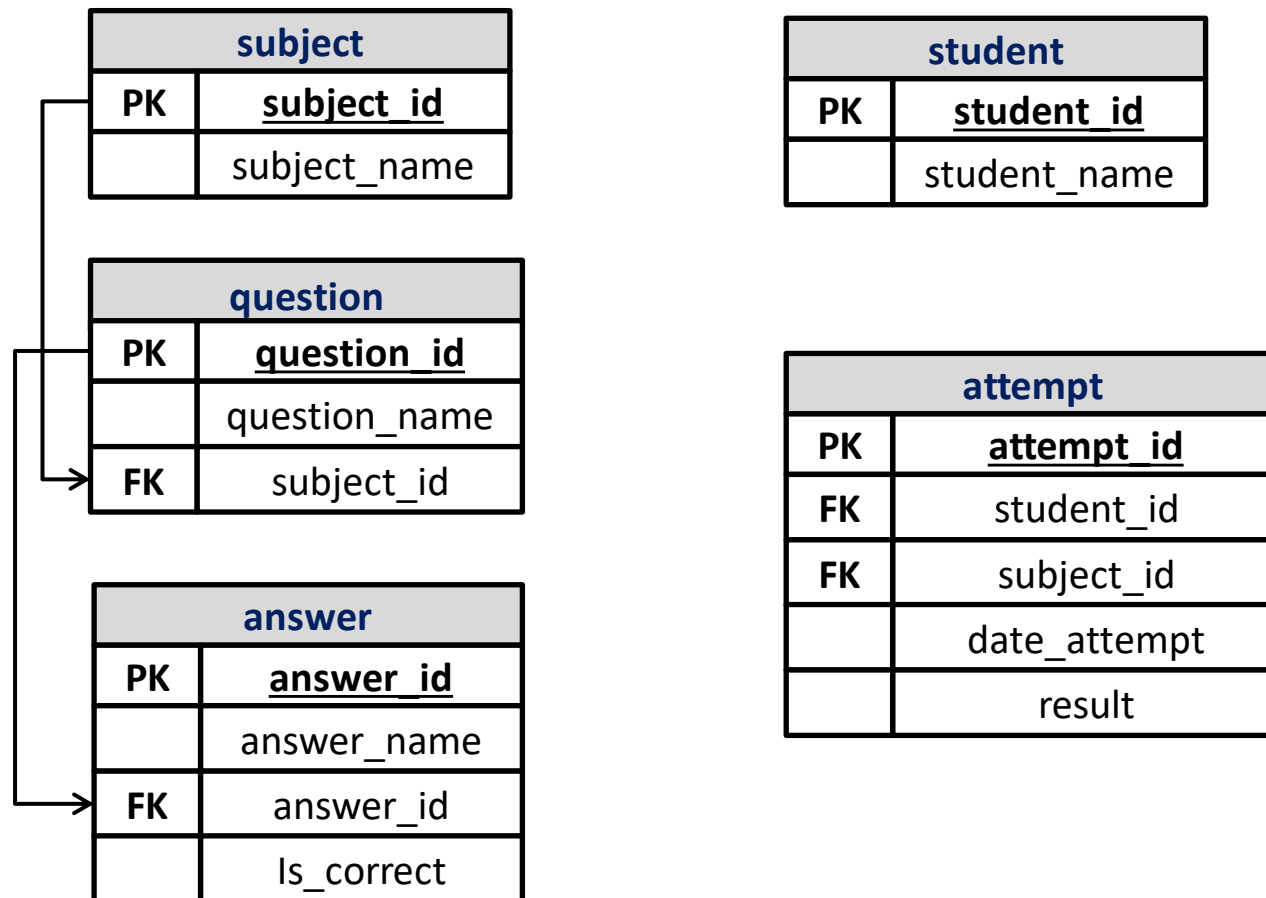 subject
PK subject_id
subject_name
question
PK question_id
question_name
FK subject_id
answer
PK answer_id
answer_name
FK answer_id
Is_correct
student
PK student_id
student_name
attempt
PK attempt_id
FK student_id
FK subject_id
date_attempt
result